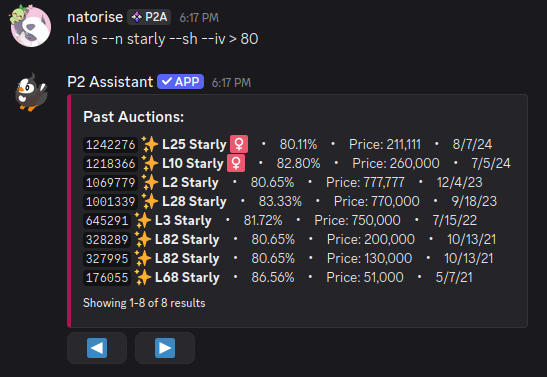 natorise P2A 6:17 PM
n!a s --n starly --sh --iv > 80
P2 Assistant ✓ APP 6:17 PM
Past Auctions:
1242276 ✨ L25 Starly ♀ • 80.11% • Price: 211,111 • 8/7/24
1218366 ✨ L10 Starly ♀ • 82.80% • Price: 260,000 • 7/5/24
1069779 ✨ L2 Starly • 80.65% • Price: 777,777 • 12/4/23
1001339 ✨ L28 Starly • 83.33% • Price: 770,000 • 9/18/23
645291 ✨ L3 Starly • 81.72% • Price: 750,000 • 7/15/22
328289 ✨ L82 Starly • 80.65% • Price: 200,000 • 10/13/21
327995 ✨ L82 Starly • 80.65% • Price: 130,000 • 10/13/21
176055 ✨ L68 Starly • 86.56% • Price: 51,000 • 5/7/21
Showing 1-8 of 8 results